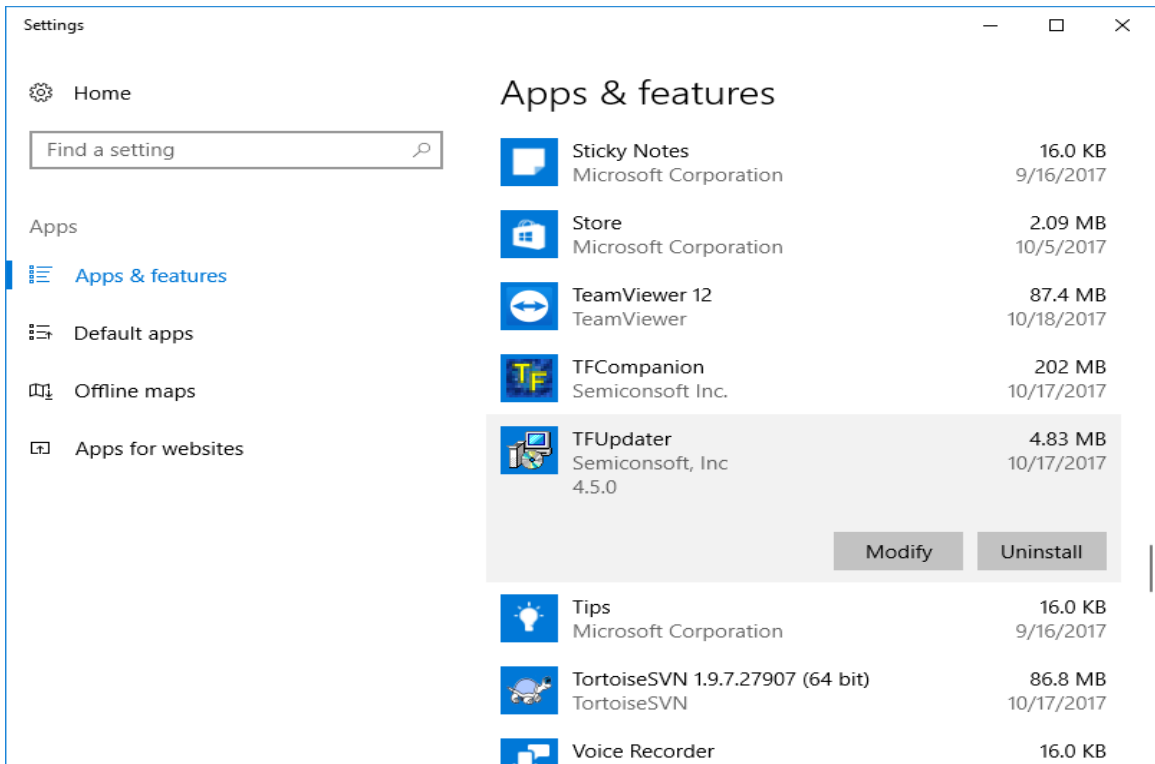 Settings
Home
Find a setting
Apps
Apps & features
Default apps
Offline maps
Apps for websites
Apps & features
Sticky Notes 16.0 KB
Microsoft Corporation 9/16/2017
Store 2.09 MB
Microsoft Corporation 10/5/2017
TeamViewer 12 87.4 MB
TeamViewer 10/18/2017
TF
TFCompanion 202 MB
Semiconsoft Inc. 10/17/2017
TFUpdater 4.83 MB
Semiconsoft, Inc 10/17/2017
4.5.0
Modify Uninstall
Tips 16.0 KB
Microsoft Corporation 9/16/2017
TortoiseSVN 1.9.7.27907 (64 bit) 86.8 MB
TortoiseSVN 10/17/2017
Voice Recorder 16.0 KB